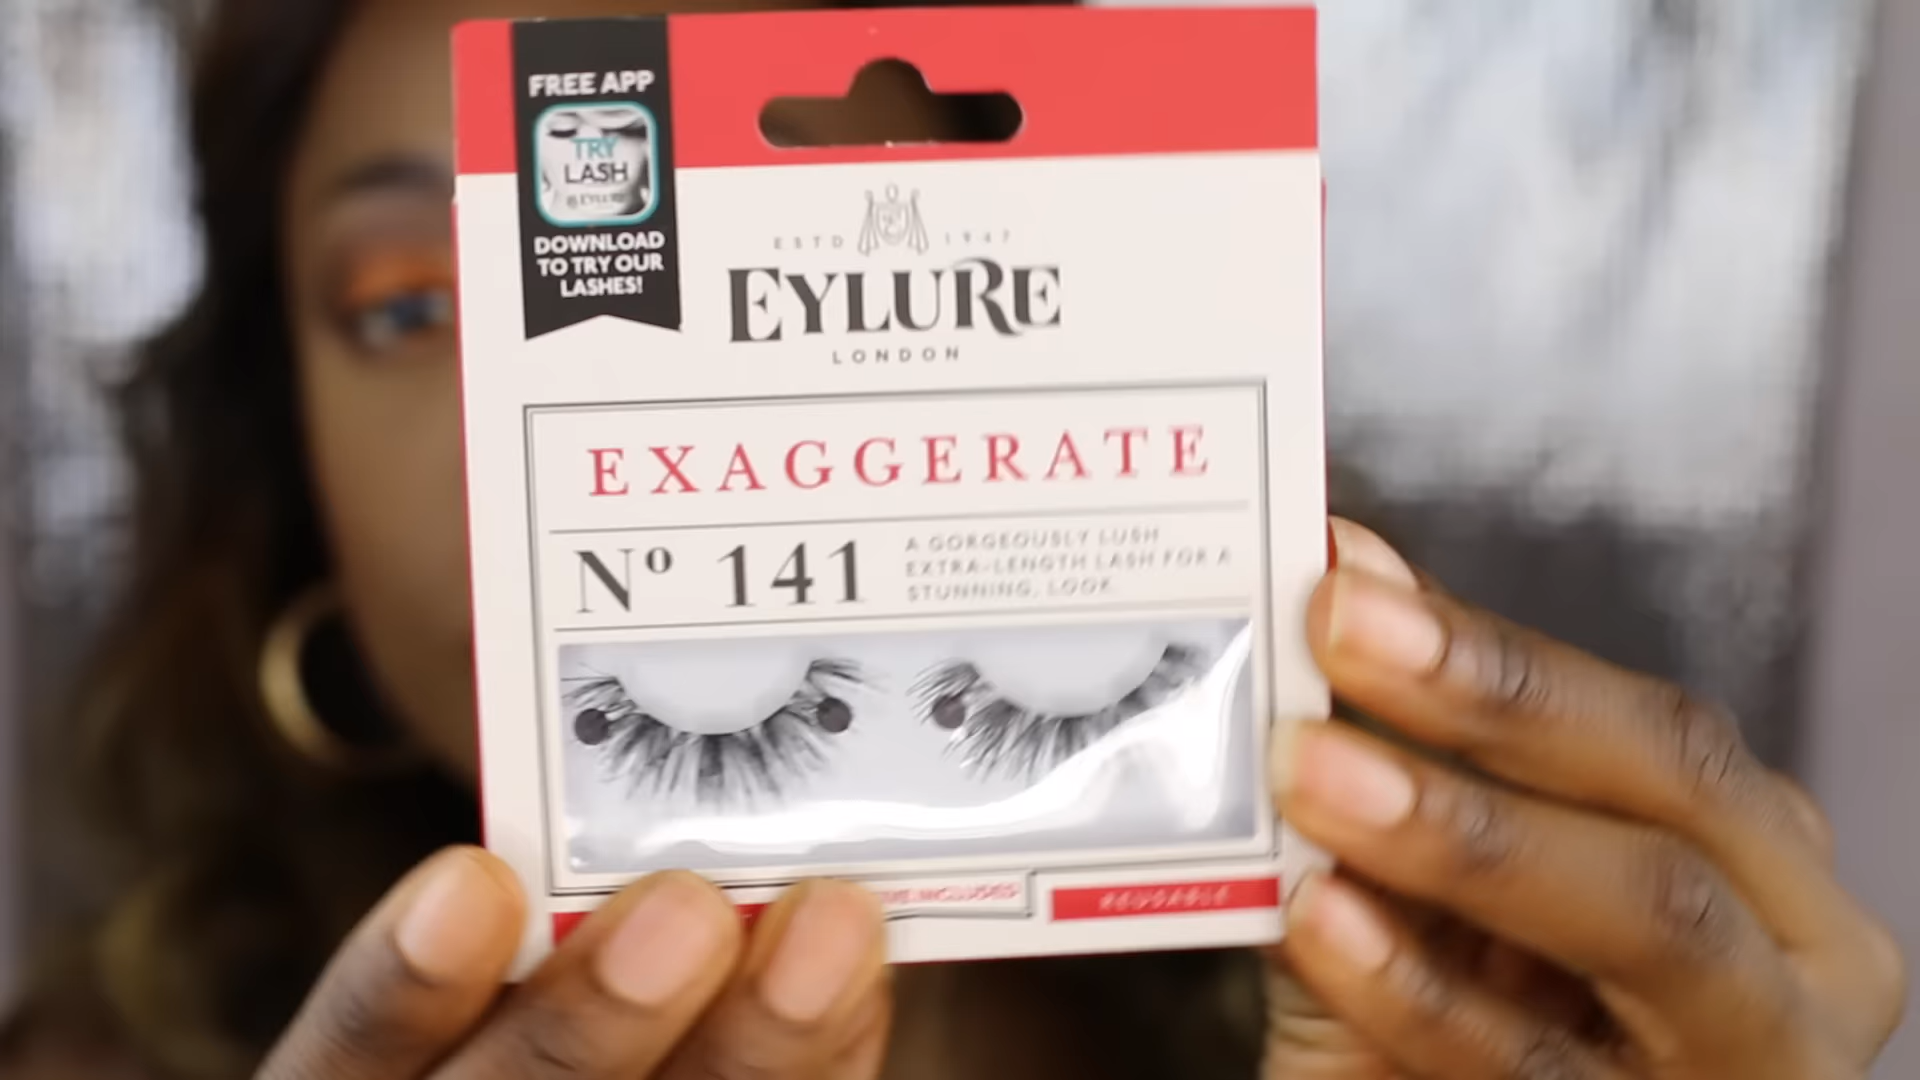 FREE APP
TRY
LASH
DOWNLOAD
TO TRY OUR
LASHES!
ESTD 1947
EYLURE
LONDON
EXAGGERATE
Nº 141
A GORGEOUSLY LUSH
EXTRA-LENGTH LASH FOR A
STUNNING, LOOK
INCLUDED
REUSABLE